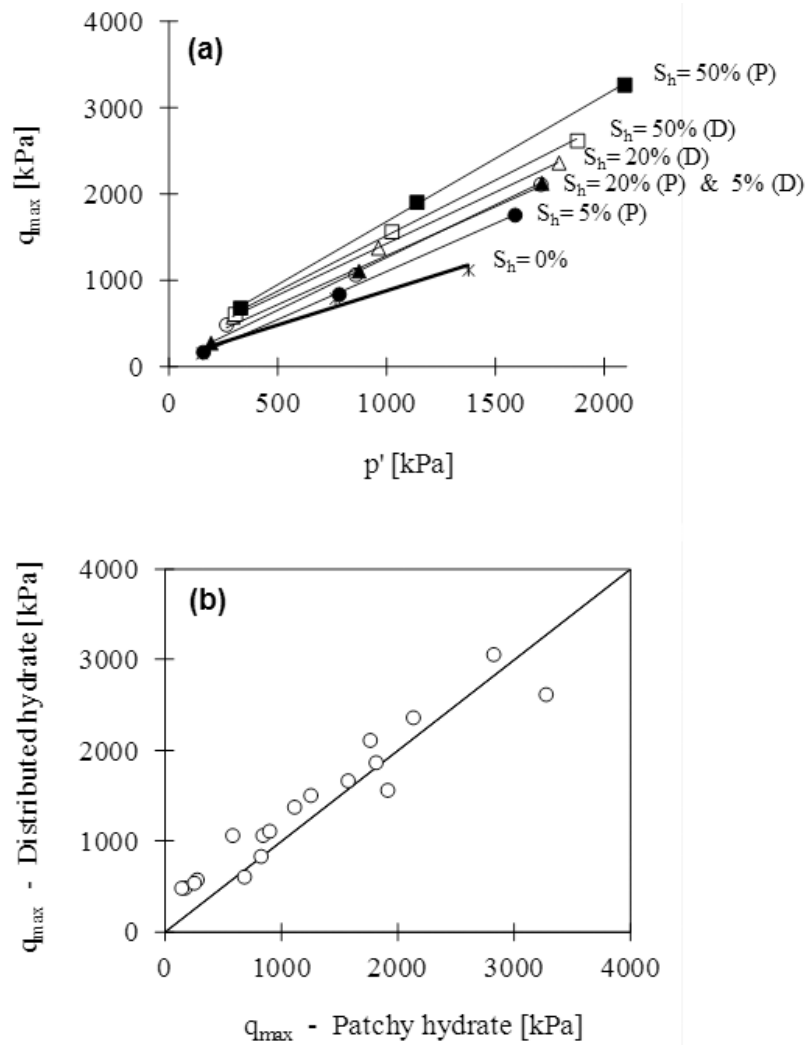 (a)
4000
3000
2000
1000
0
q_max [kPa]
S_h= 50% (P)
S_h= 50% (D)
S_h= 20% (D)
S_h= 20% (P) & 5% (D)
S_h= 5% (P)
S_h= 0%
0 500 1000 1500 2000
p' [kPa]
(b)
4000
3000
2000
1000
0
q_max - Distributed hydrate [kPa]
0 1000 2000 3000 4000
q_max - Patchy hydrate [kPa]